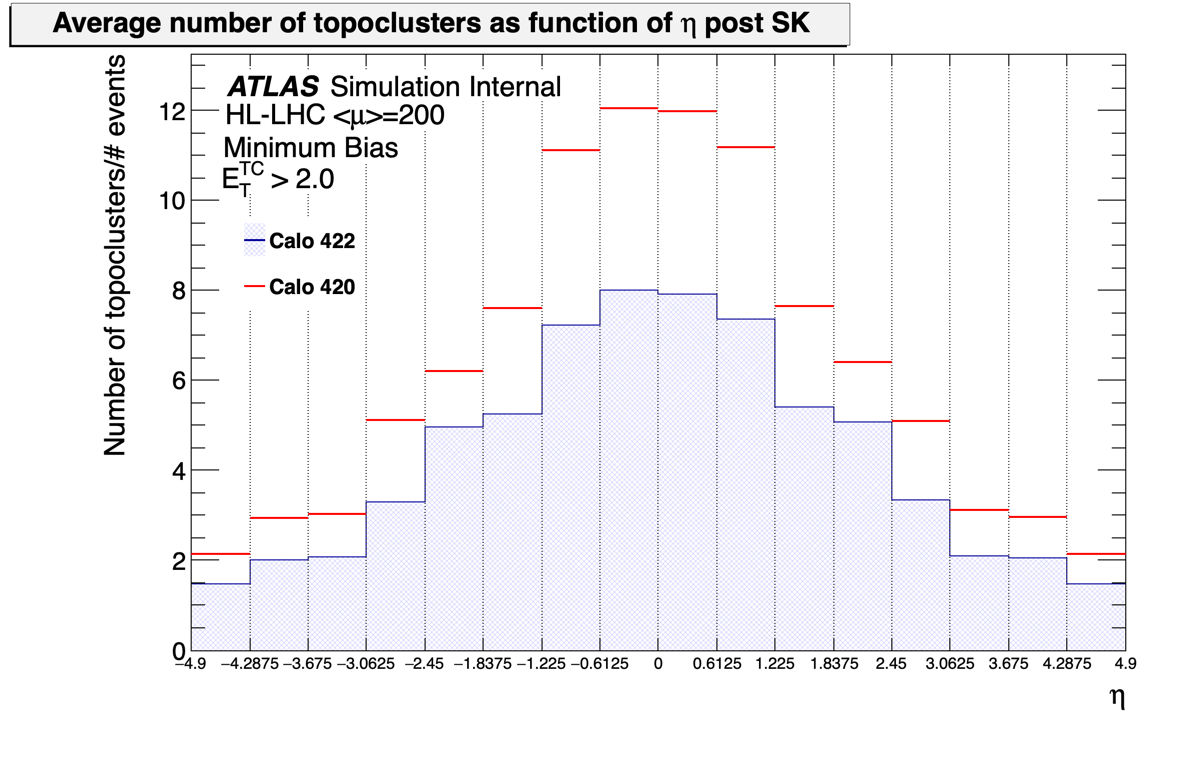 Average number of topoclusters as function of η post SK
Number of topoclusters/# events
ATLAS Simulation Internal
HL-LHC <μ>=200
Minimum Bias
E_T^TC > 2.0
Calo 422
Calo 420
12
10
8
6
4
2
0
−4.9 −4.2875 −3.675 −3.0625 −2.45 −1.8375 −1.225 −0.6125 0 0.6125 1.225 1.8375 2.45 3.0625 3.675 4.2875 4.9
η